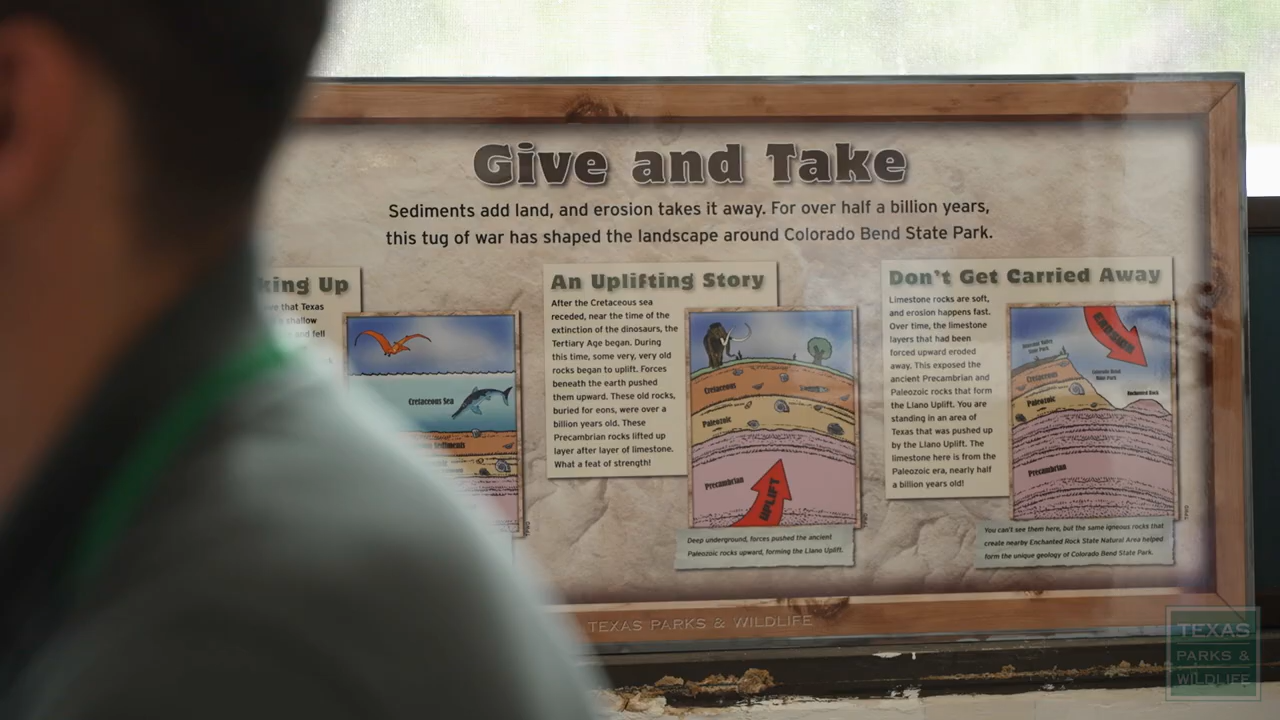 Give and Take
Sediments add land, and erosion takes it away. For over half a billion years,
this tug of war has shaped the landscape around Colorado Bend State Park.
king Up
that Texas
shallow
and fell
Cretaceous Sea
An Uplifting Story
After the Cretaceous sea
receded, near the time of the
extinction of the dinosaurs, the
Tertiary Age began. During
this time, some very, very old
rocks began to uplift. Forces
beneath the earth pushed
them upward. These old rocks,
buried for eons, were over a
billion years old. These
Precambrian rocks lifted up
layer after layer of limestone.
What a feat of strength!
Cretaceous
Paleozoic
Precambrian
UPLIFT
Deep underground, forces pushed the ancient
Paleozoic rocks upward, forming the Llano Uplift.
Don't Get Carried Away
Limestone rocks are soft,
and erosion happens fast.
Over time, the limestone
layers that had been
forced upward eroded
away. This exposed the
ancient Precambrian and
Paleozoic rocks that form
the Llano Uplift. You are
standing in an area of
Texas that was pushed up
by the Llano Uplift. The
limestone here is from the
Paleozoic era, nearly half
a billion years old!
EROSION
Colorado Bend
State Park
Enchanted Rock
Cretaceous
Paleozoic
Precambrian
You can't see them here, but the same igneous rocks that
create nearby Enchanted Rock State Natural Area helped
form the unique geology of Colorado Bend State Park.
TEXAS PARKS & WILDLIFE
TEXAS
PARKS &
WILDLIFE